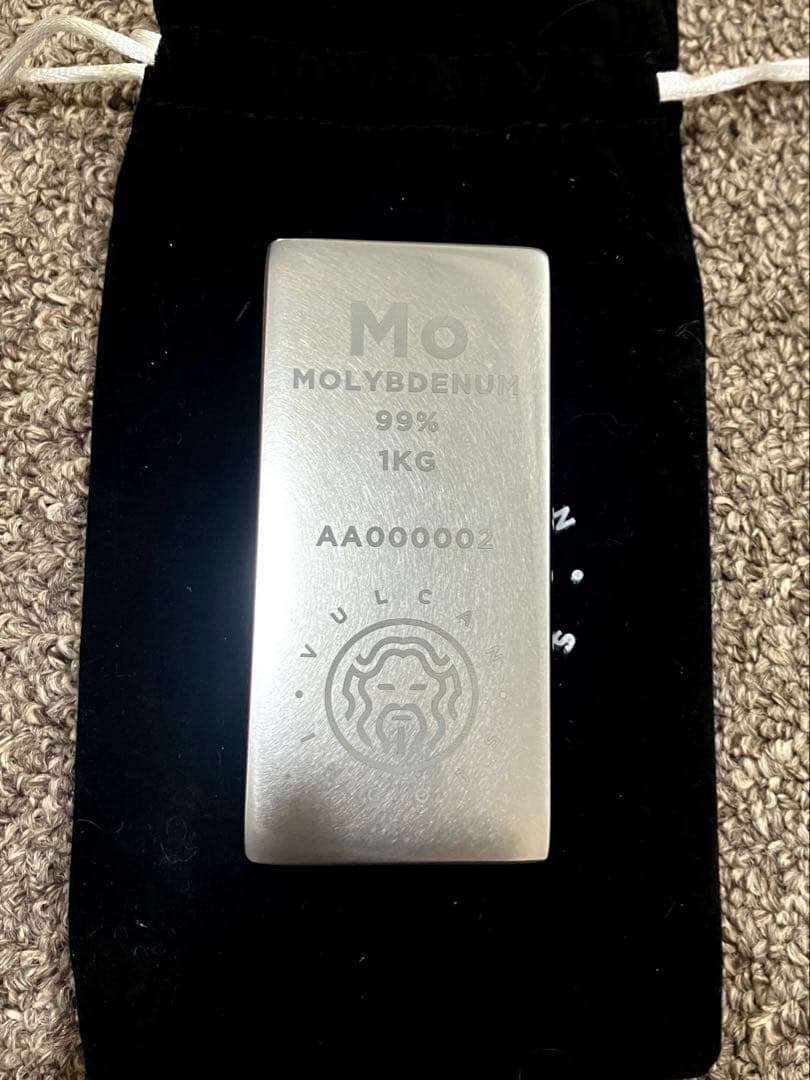 Mo
MOLYBDENUM
99%
1KG
AA000002
VULCAN